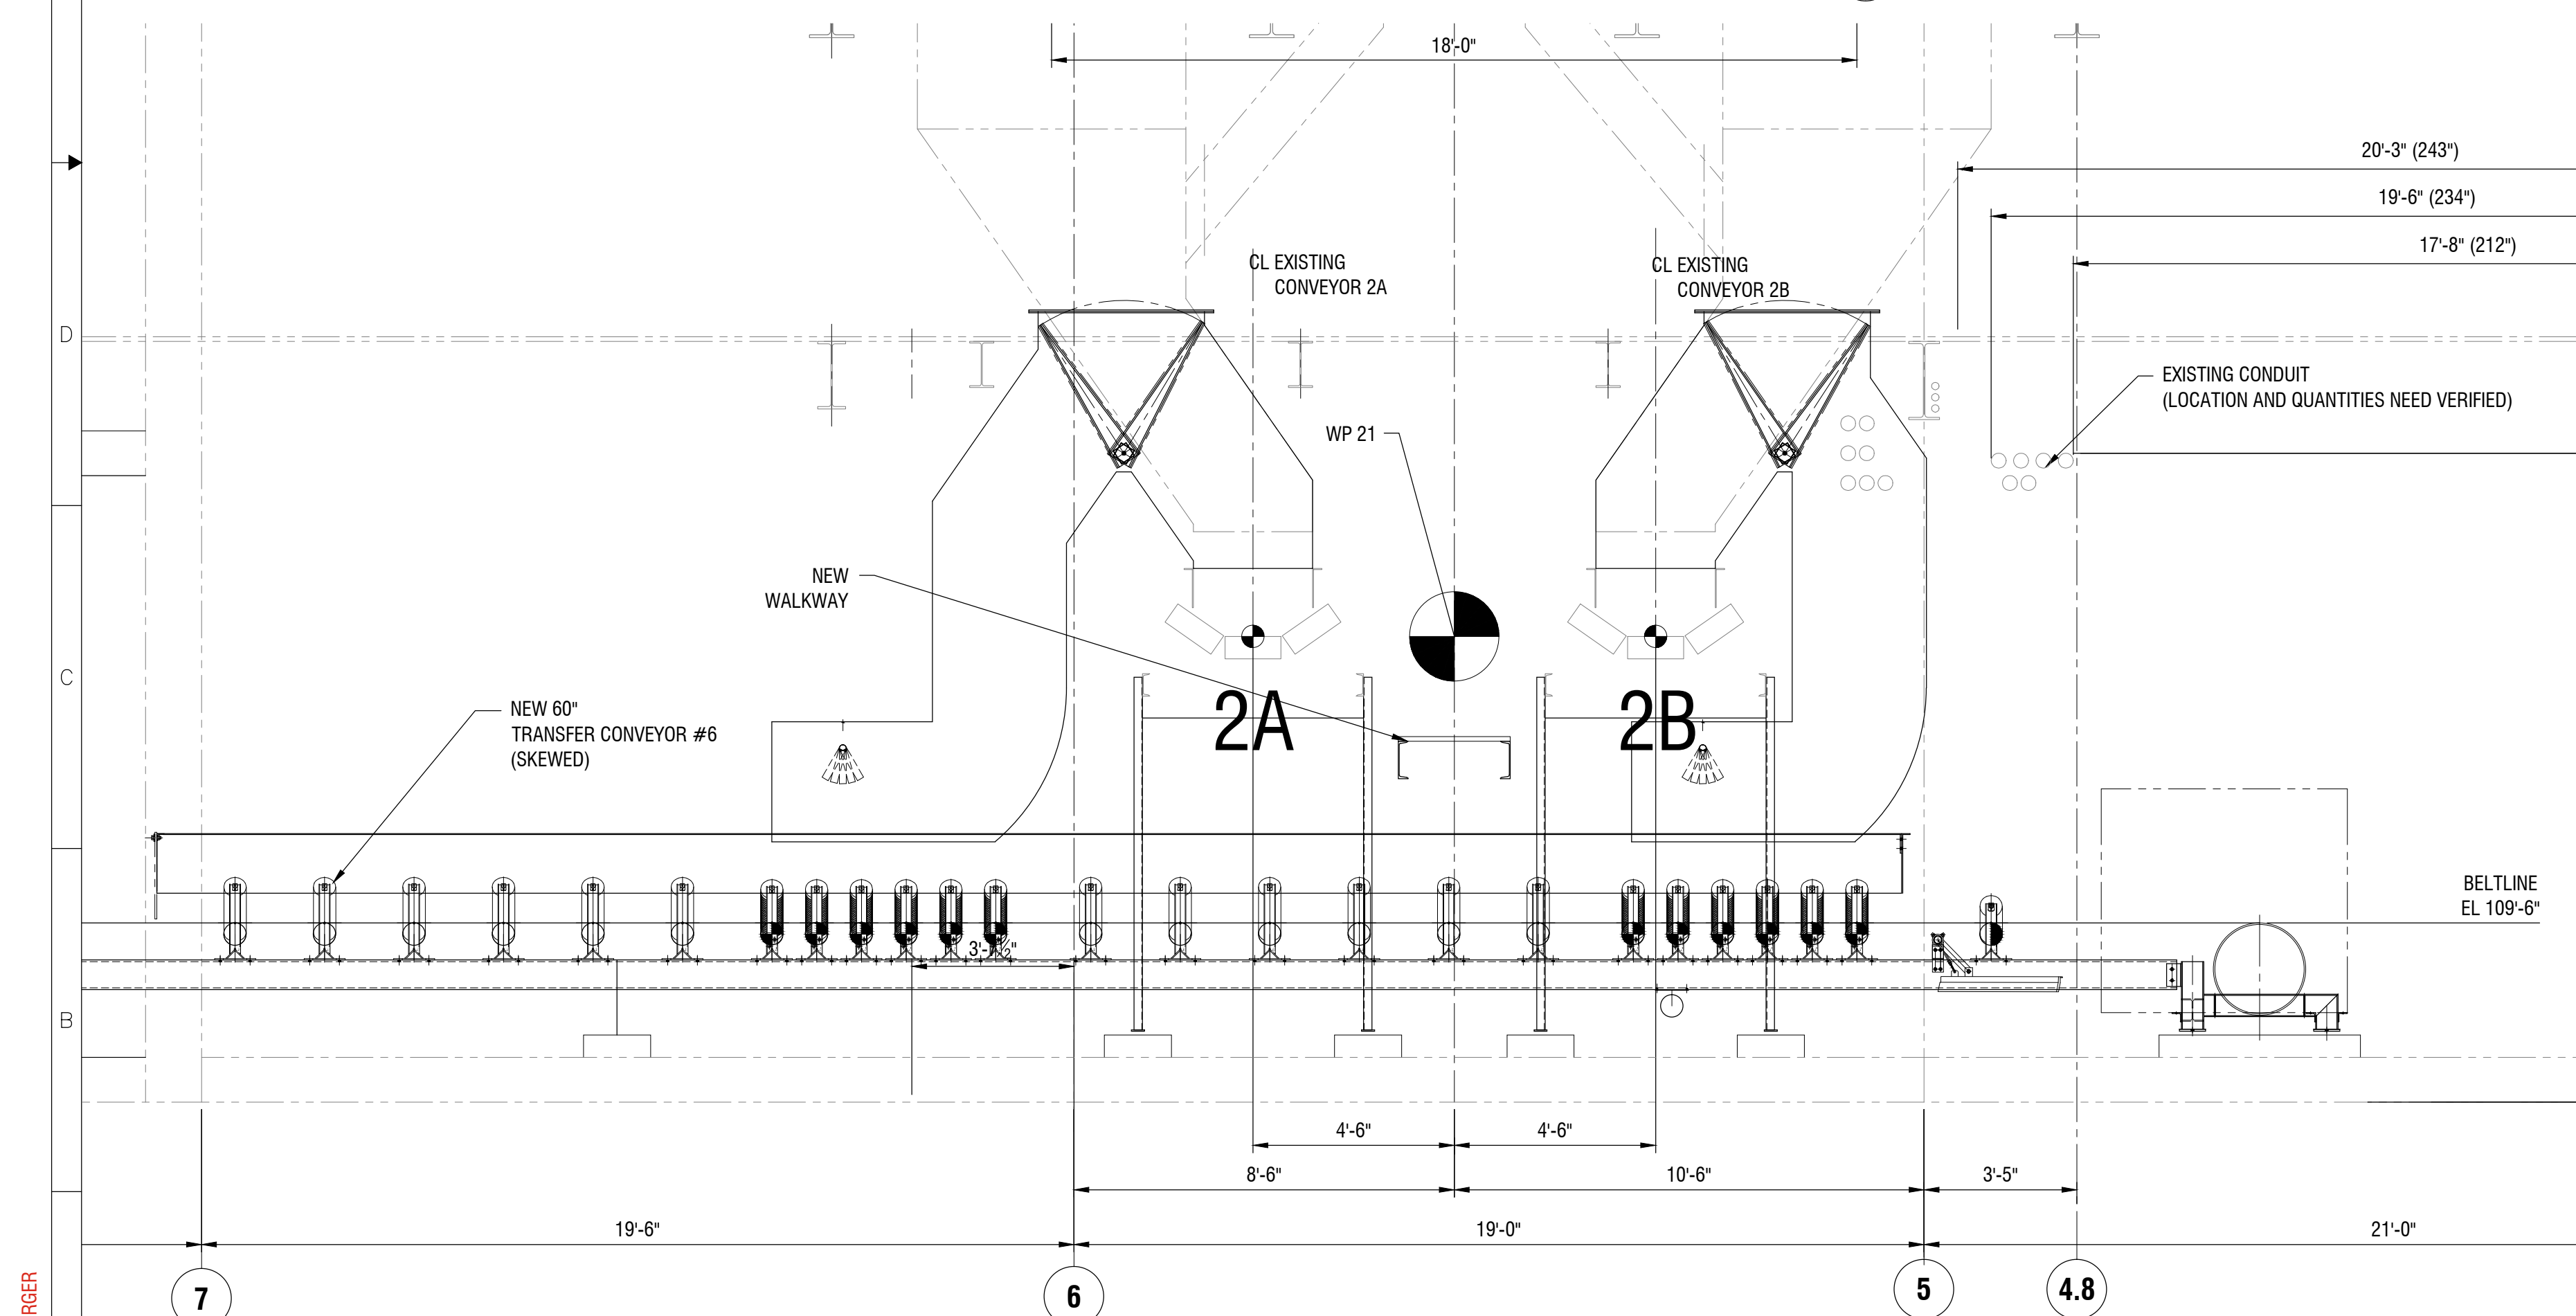 18'-0"
20'-3" (243")
19'-6" (234")
17'-8" (212")
CL EXISTING
CONVEYOR 2A
CL EXISTING
CONVEYOR 2B
D
EXISTING CONDUIT
(LOCATION AND QUANTITIES NEED VERIFIED)
WP 21
NEW
WALKWAY
C
2A
2B
NEW 60"
TRANSFER CONVEYOR #6
(SKEWED)
BELTLINE
EL 109'-6"
B
4'-6"
4'-6"
8'-6"
10'-6"
3'-5"
19'-6"
19'-0"
21'-0"
RGER
7
6
5
4.8